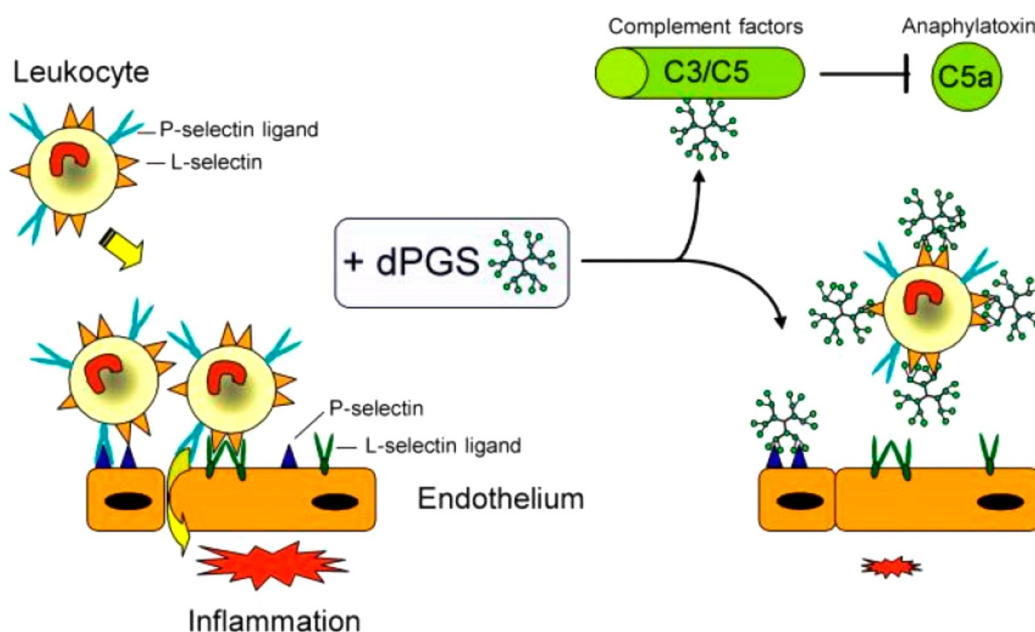 Complement factors
Anaphylatoxin
C3/C5
C5a
Leukocyte
P-selectin ligand
L-selectin
+ dPGS
P-selectin
L-selectin ligand
Endothelium
Inflammation